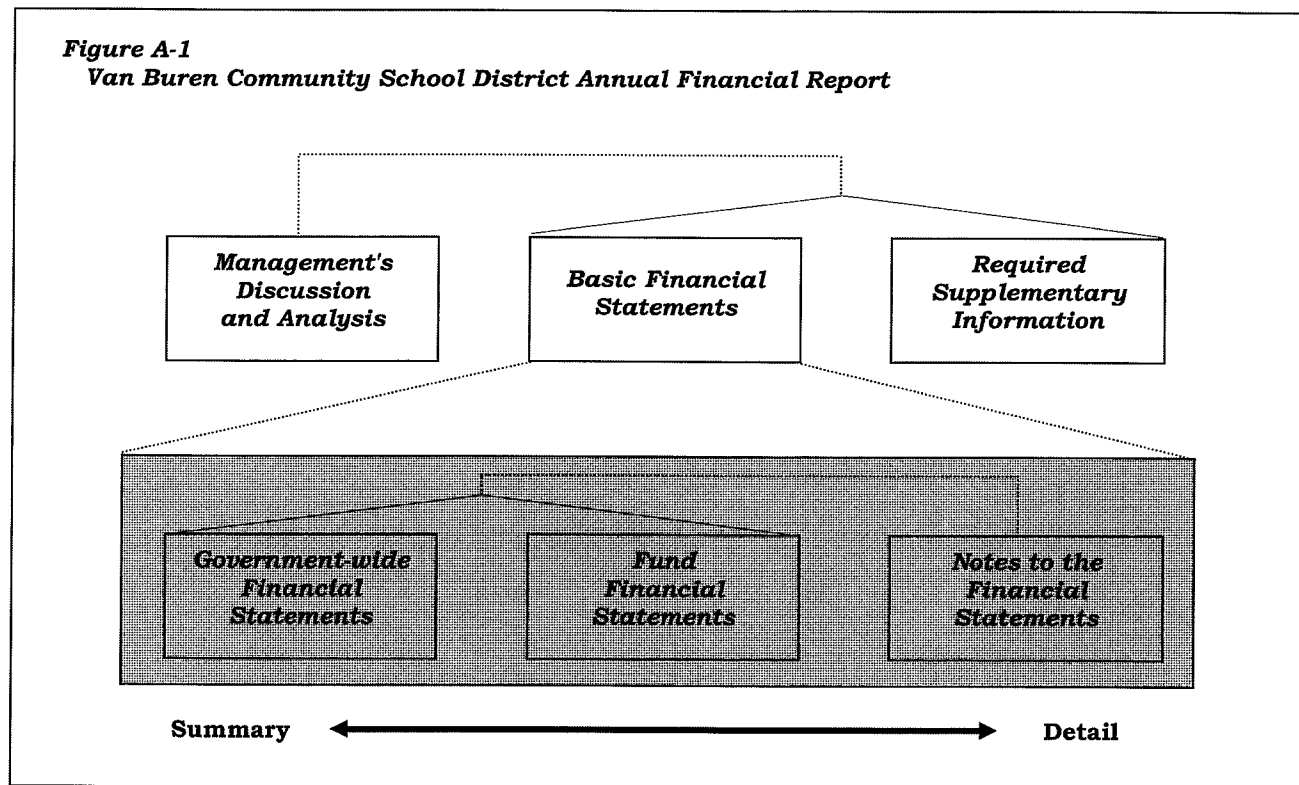 Figure A-1
Van Buren Community School District Annual Financial Report
Management's
Discussion
and Analysis
Basic Financial
Statements
Required
Supplementary
Information
Government-wide
Financial
Statements
Fund
Financial
Statements
Notes to the
Financial
Statements
Summary
Detail